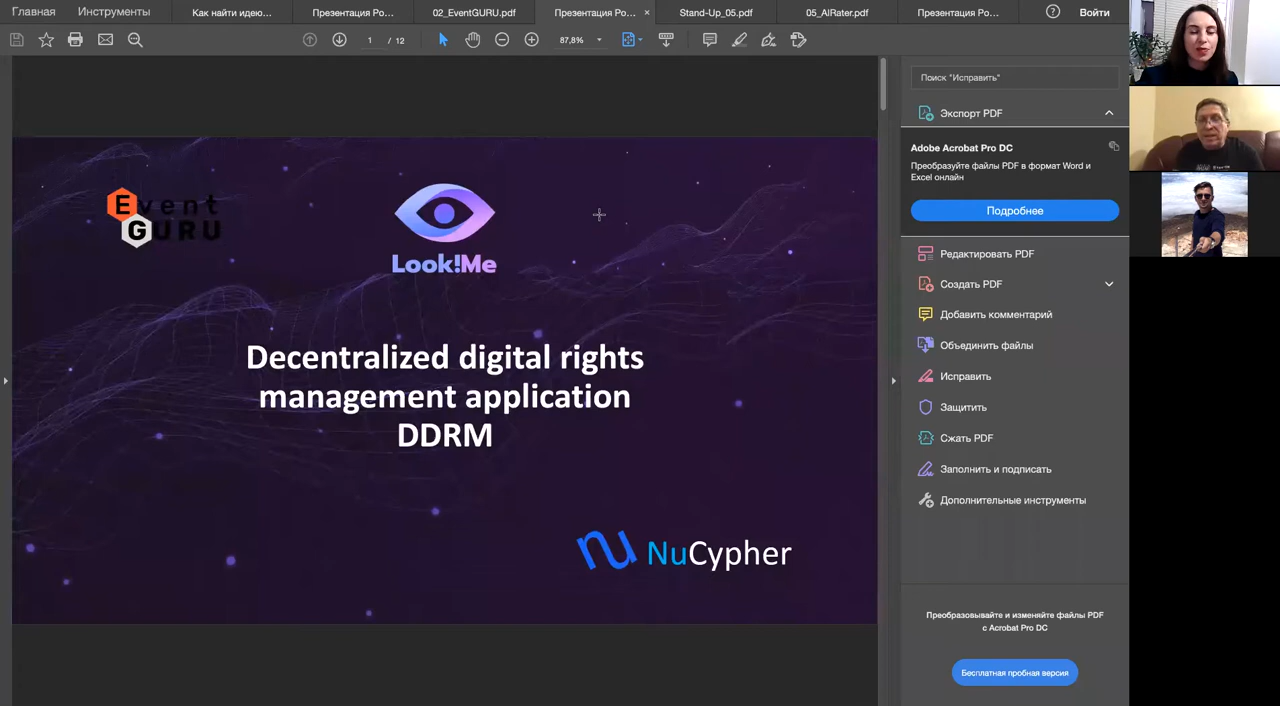 Главная
Инструменты
Как найти идею...
Презентация Ро...
02_EventGURU.pdf
Презентация Ро... ×
Stand-Up_05.pdf
05_AIRater.pdf
Презентация Ро...
Войти
1 / 12
87,8%
Поиск "Исправить"
Экспорт PDF
Adobe Acrobat Pro DC
Преобразуйте файлы PDF в формат Word и
Excel онлайн
Подробнее
Редактировать PDF
Создать PDF
Добавить комментарий
Объединить файлы
Исправить
Защитить
Сжать PDF
Заполнить и подписать
Дополнительные инструменты
Преобразовывайте и изменяйте файлы PDF
с Acrobat Pro DC
Бесплатная пробная версия
Event
GURU
Look!Me
Decentralized digital rights
management application
DDRM
NuCypher